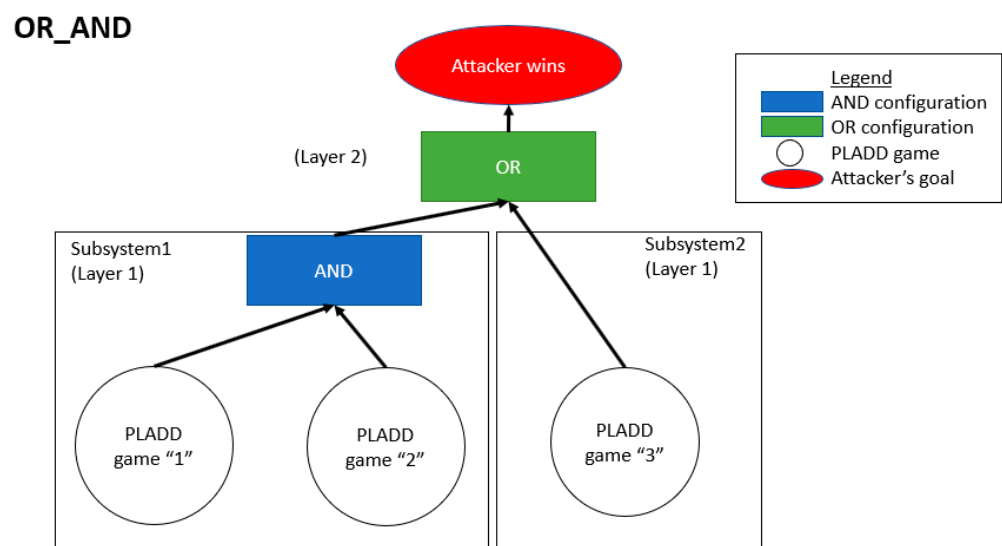 OR_AND
Attacker wins
Legend
AND configuration
OR configuration
PLADD game
Attacker’s goal
(Layer 2)
OR
Subsystem1
(Layer 1)
AND
Subsystem2
(Layer 1)
PLADD
game “1”
PLADD
game “2”
PLADD
game “3”